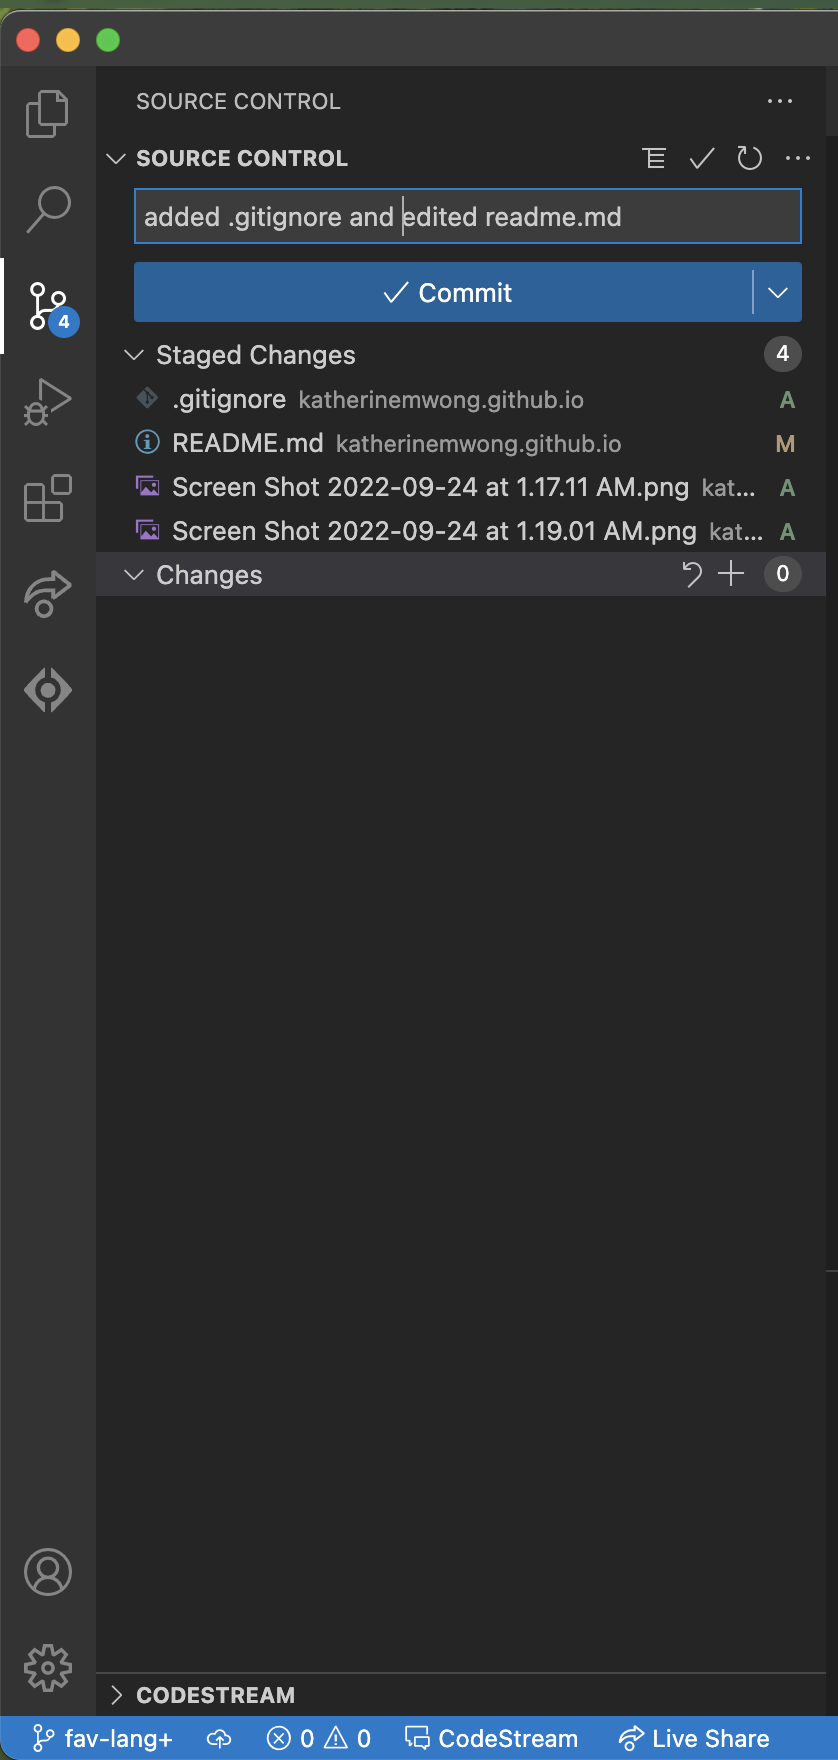 SOURCE CONTROL
SOURCE CONTROL
added .gitignore and edited readme.md
Commit
Staged Changes 4
.gitignore katherinemwong.github.io A
README.md katherinemwong.github.io M
Screen Shot 2022-09-24 at 1.17.11 AM.png kat... A
Screen Shot 2022-09-24 at 1.19.01 AM.png kat... A
Changes 0
4
CODESTREAM
fav-lang+ 0 0 CodeStream Live Share